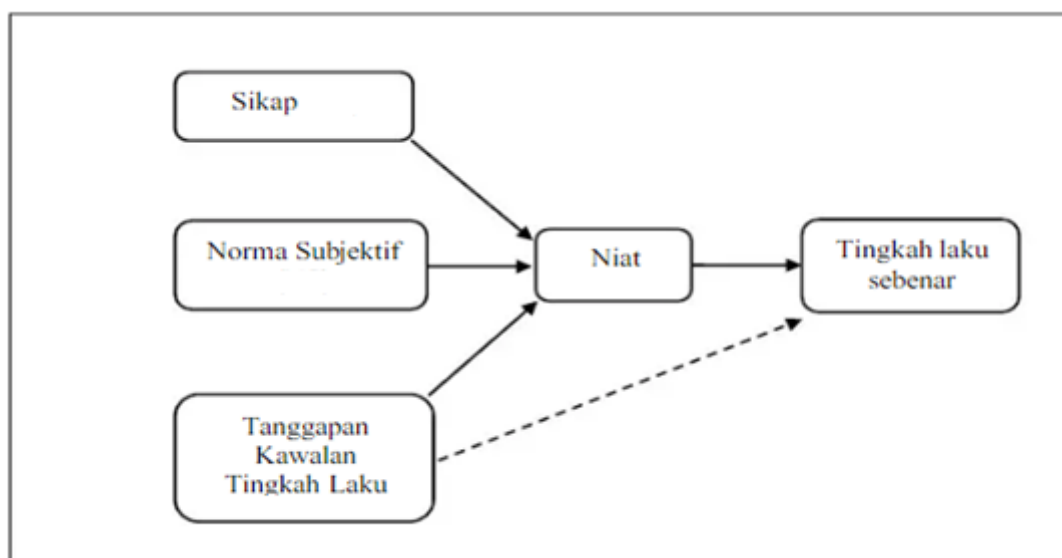 Sikap
Norma Subjektif
Niat
Tingkah laku
sebenar
Tanggapan
Kawalan
Tingkah Laku